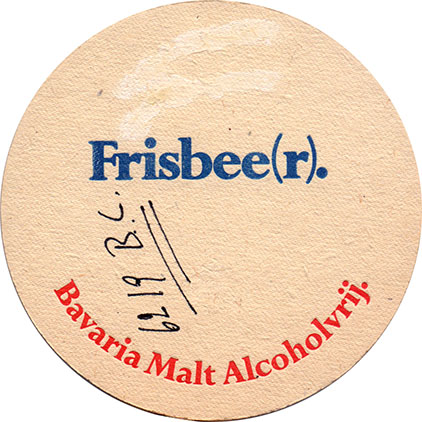 Frisbee(r).
6219 B.C.
Bavaria Malt Alcoholvrij.